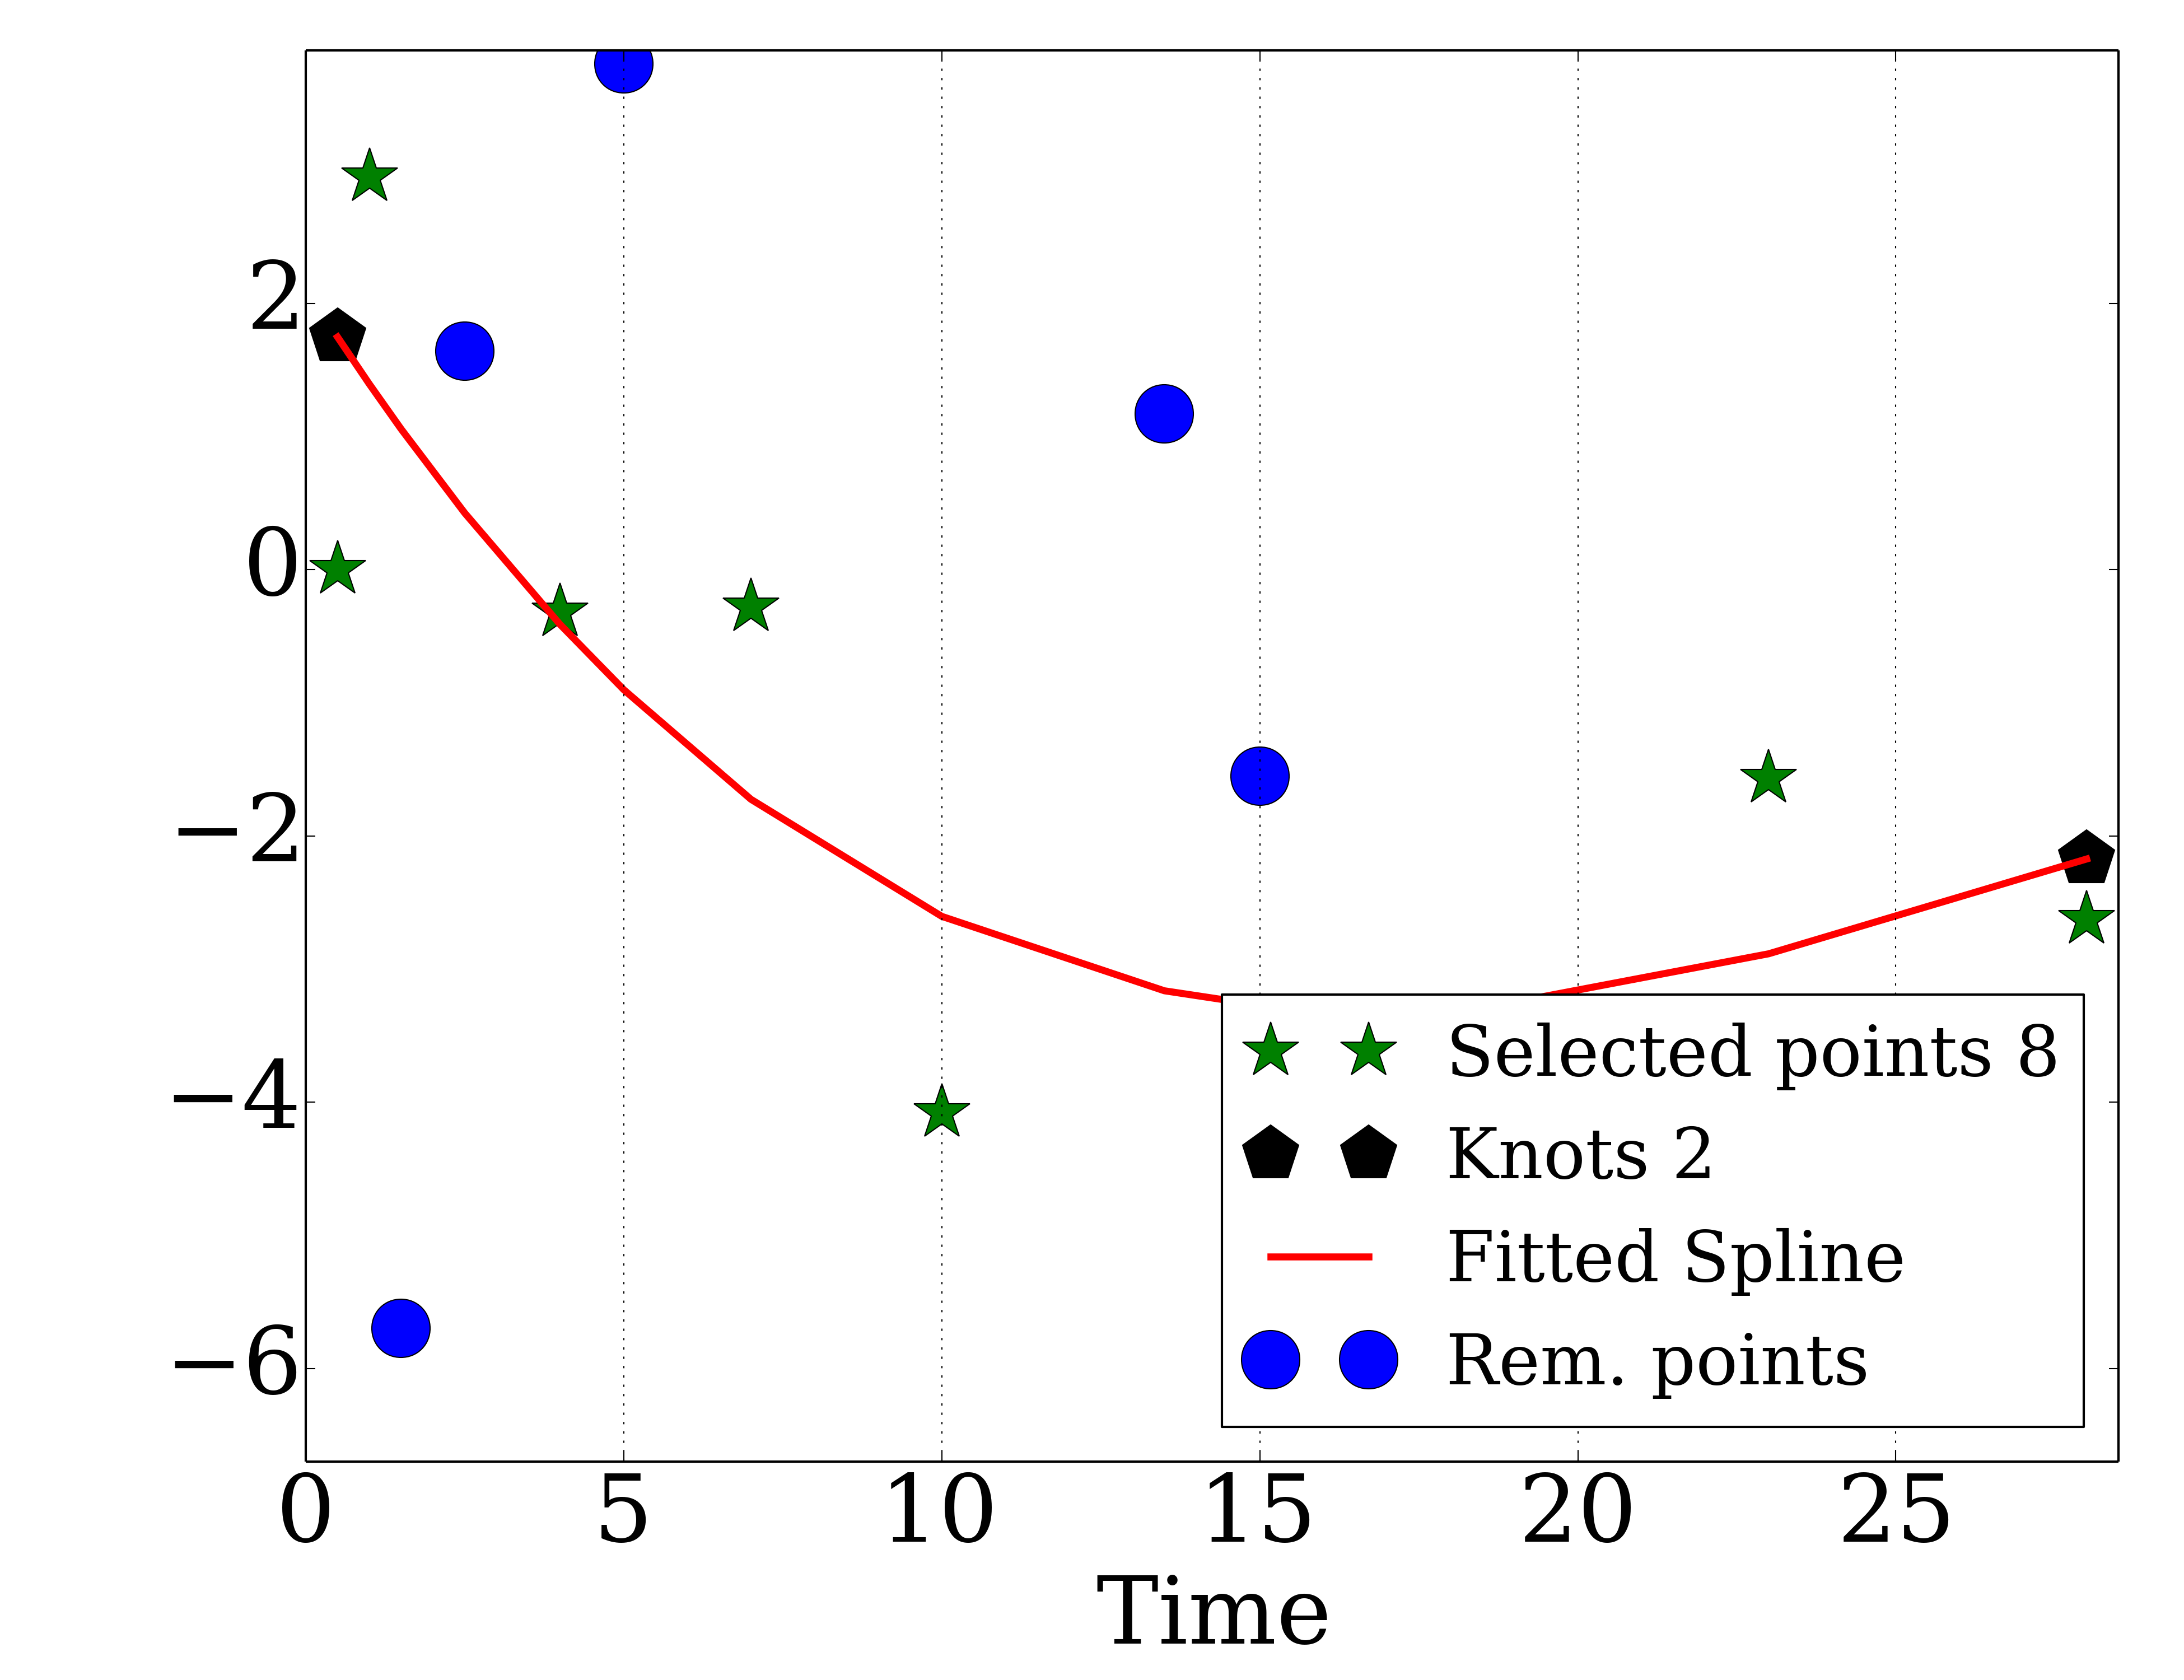 2
0
−2
−4
−6
0 5 10 15 20 25
Time
Selected points 8
Knots 2
Fitted Spline
Rem. points